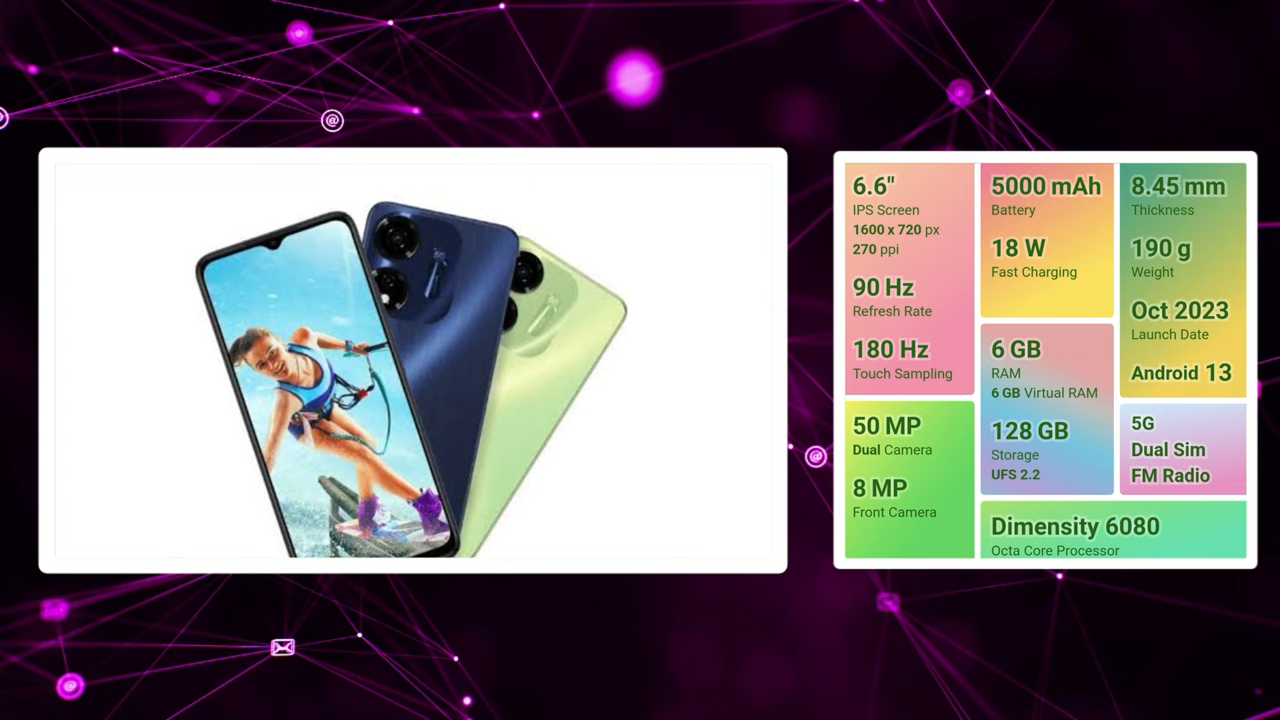 6.6"
IPS Screen
1600 x 720 px
270 ppi
90 Hz
Refresh Rate
180 Hz
Touch Sampling
50 MP
Dual Camera
8 MP
Front Camera
5000 mAh
Battery
18 W
Fast Charging
6 GB
RAM
6 GB Virtual RAM
128 GB
Storage
UFS 2.2
8.45 mm
Thickness
190 g
Weight
Oct 2023
Launch Date
Android 13
5G
Dual Sim
FM Radio
Dimensity 6080
Octa Core Processor